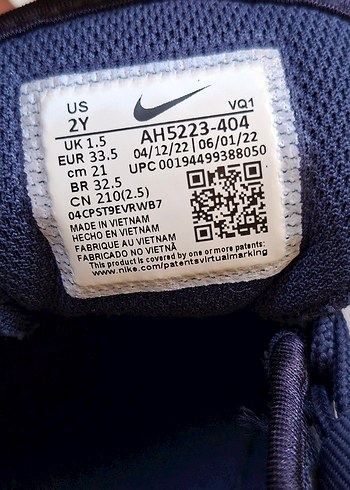 US
2Y
VQ1
UK 1.5
EUR 33.5
cm 21
BR 32.5
CN 210(2.5)
AH5223-404
04/12/22 | 06/01/22
UPC 00194499388050
04CPST9EVRWB7
MADE IN VIETNAM
HECHO EN VIETNAM
FABRIQUE AU VIETNAM
FABRICADO NO VIETNÃ
This product is covered by one or more patents:
www.nike.com/patentsvirtualmarking